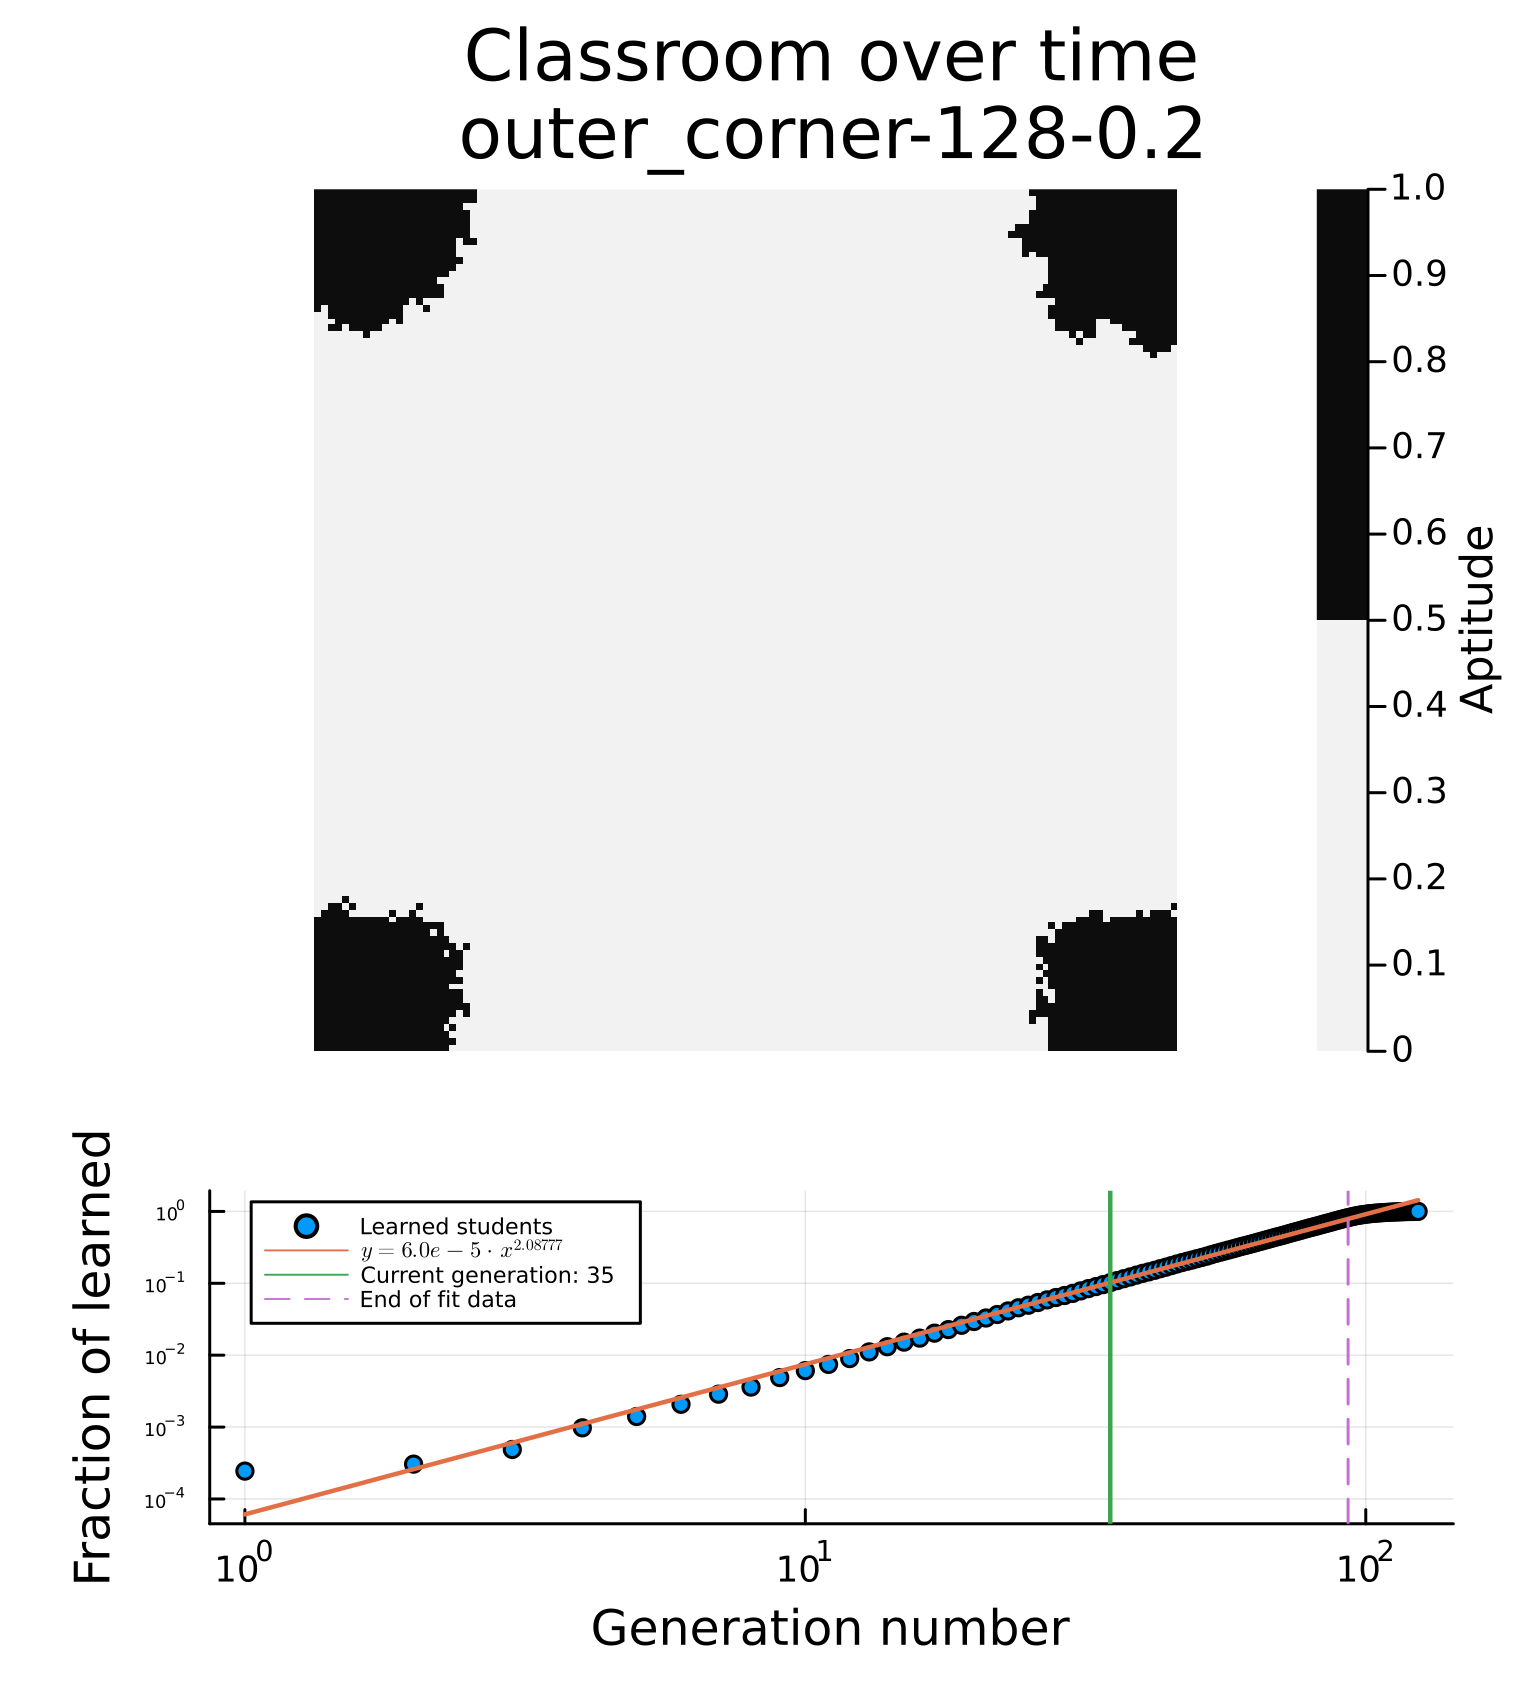 Classroom over time
outer_corner-128-0.2
1.0
0.9
0.8
0.7
0.6
0.5
0.4
0.3
0.2
0.1
0
Aptitude
Fraction of learned
10⁰
10⁻¹
10⁻²
10⁻³
10⁻⁴
Learned students
y = 6.0e − 5 · x^2.08777
Current generation: 35
End of fit data
10⁰ 10¹ 10²
Generation number